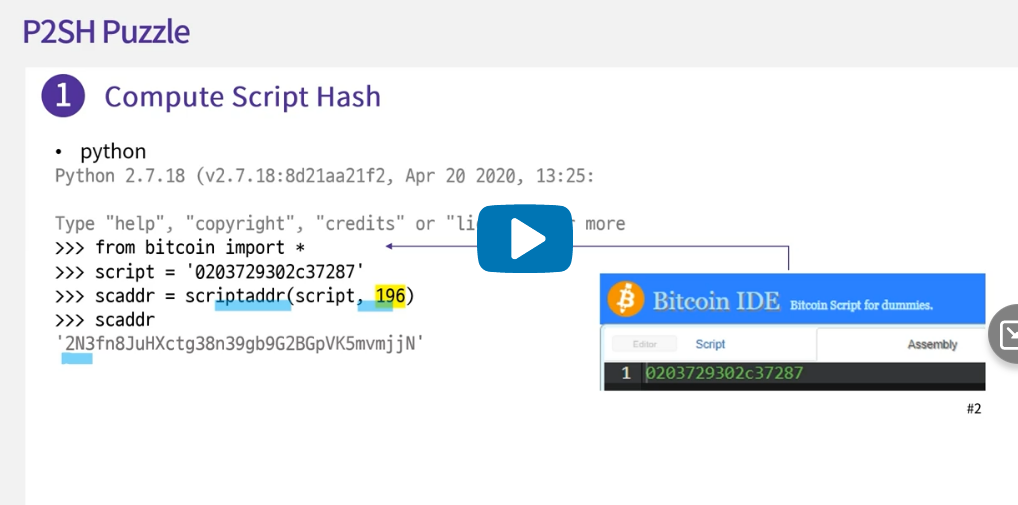 P2SH Puzzle
1 Compute Script Hash
• python
Python 2.7.18 (v2.7.18:8d21aa21f2, Apr 20 2020, 13:25:
Type "help", "copyright", "credits" or "li more
>>> from bitcoin import *
>>> script = '0203729302c37287'
>>> scaddr = scriptaddr(script, 196)
>>> scaddr
'2N3fn8JuHXctg38n39gb9G2BGpVK5mvmjjN'
Bitcoin IDE Bitcoin Script for dummies.
Editor Script Assembly
1 0203729302c37287
#2